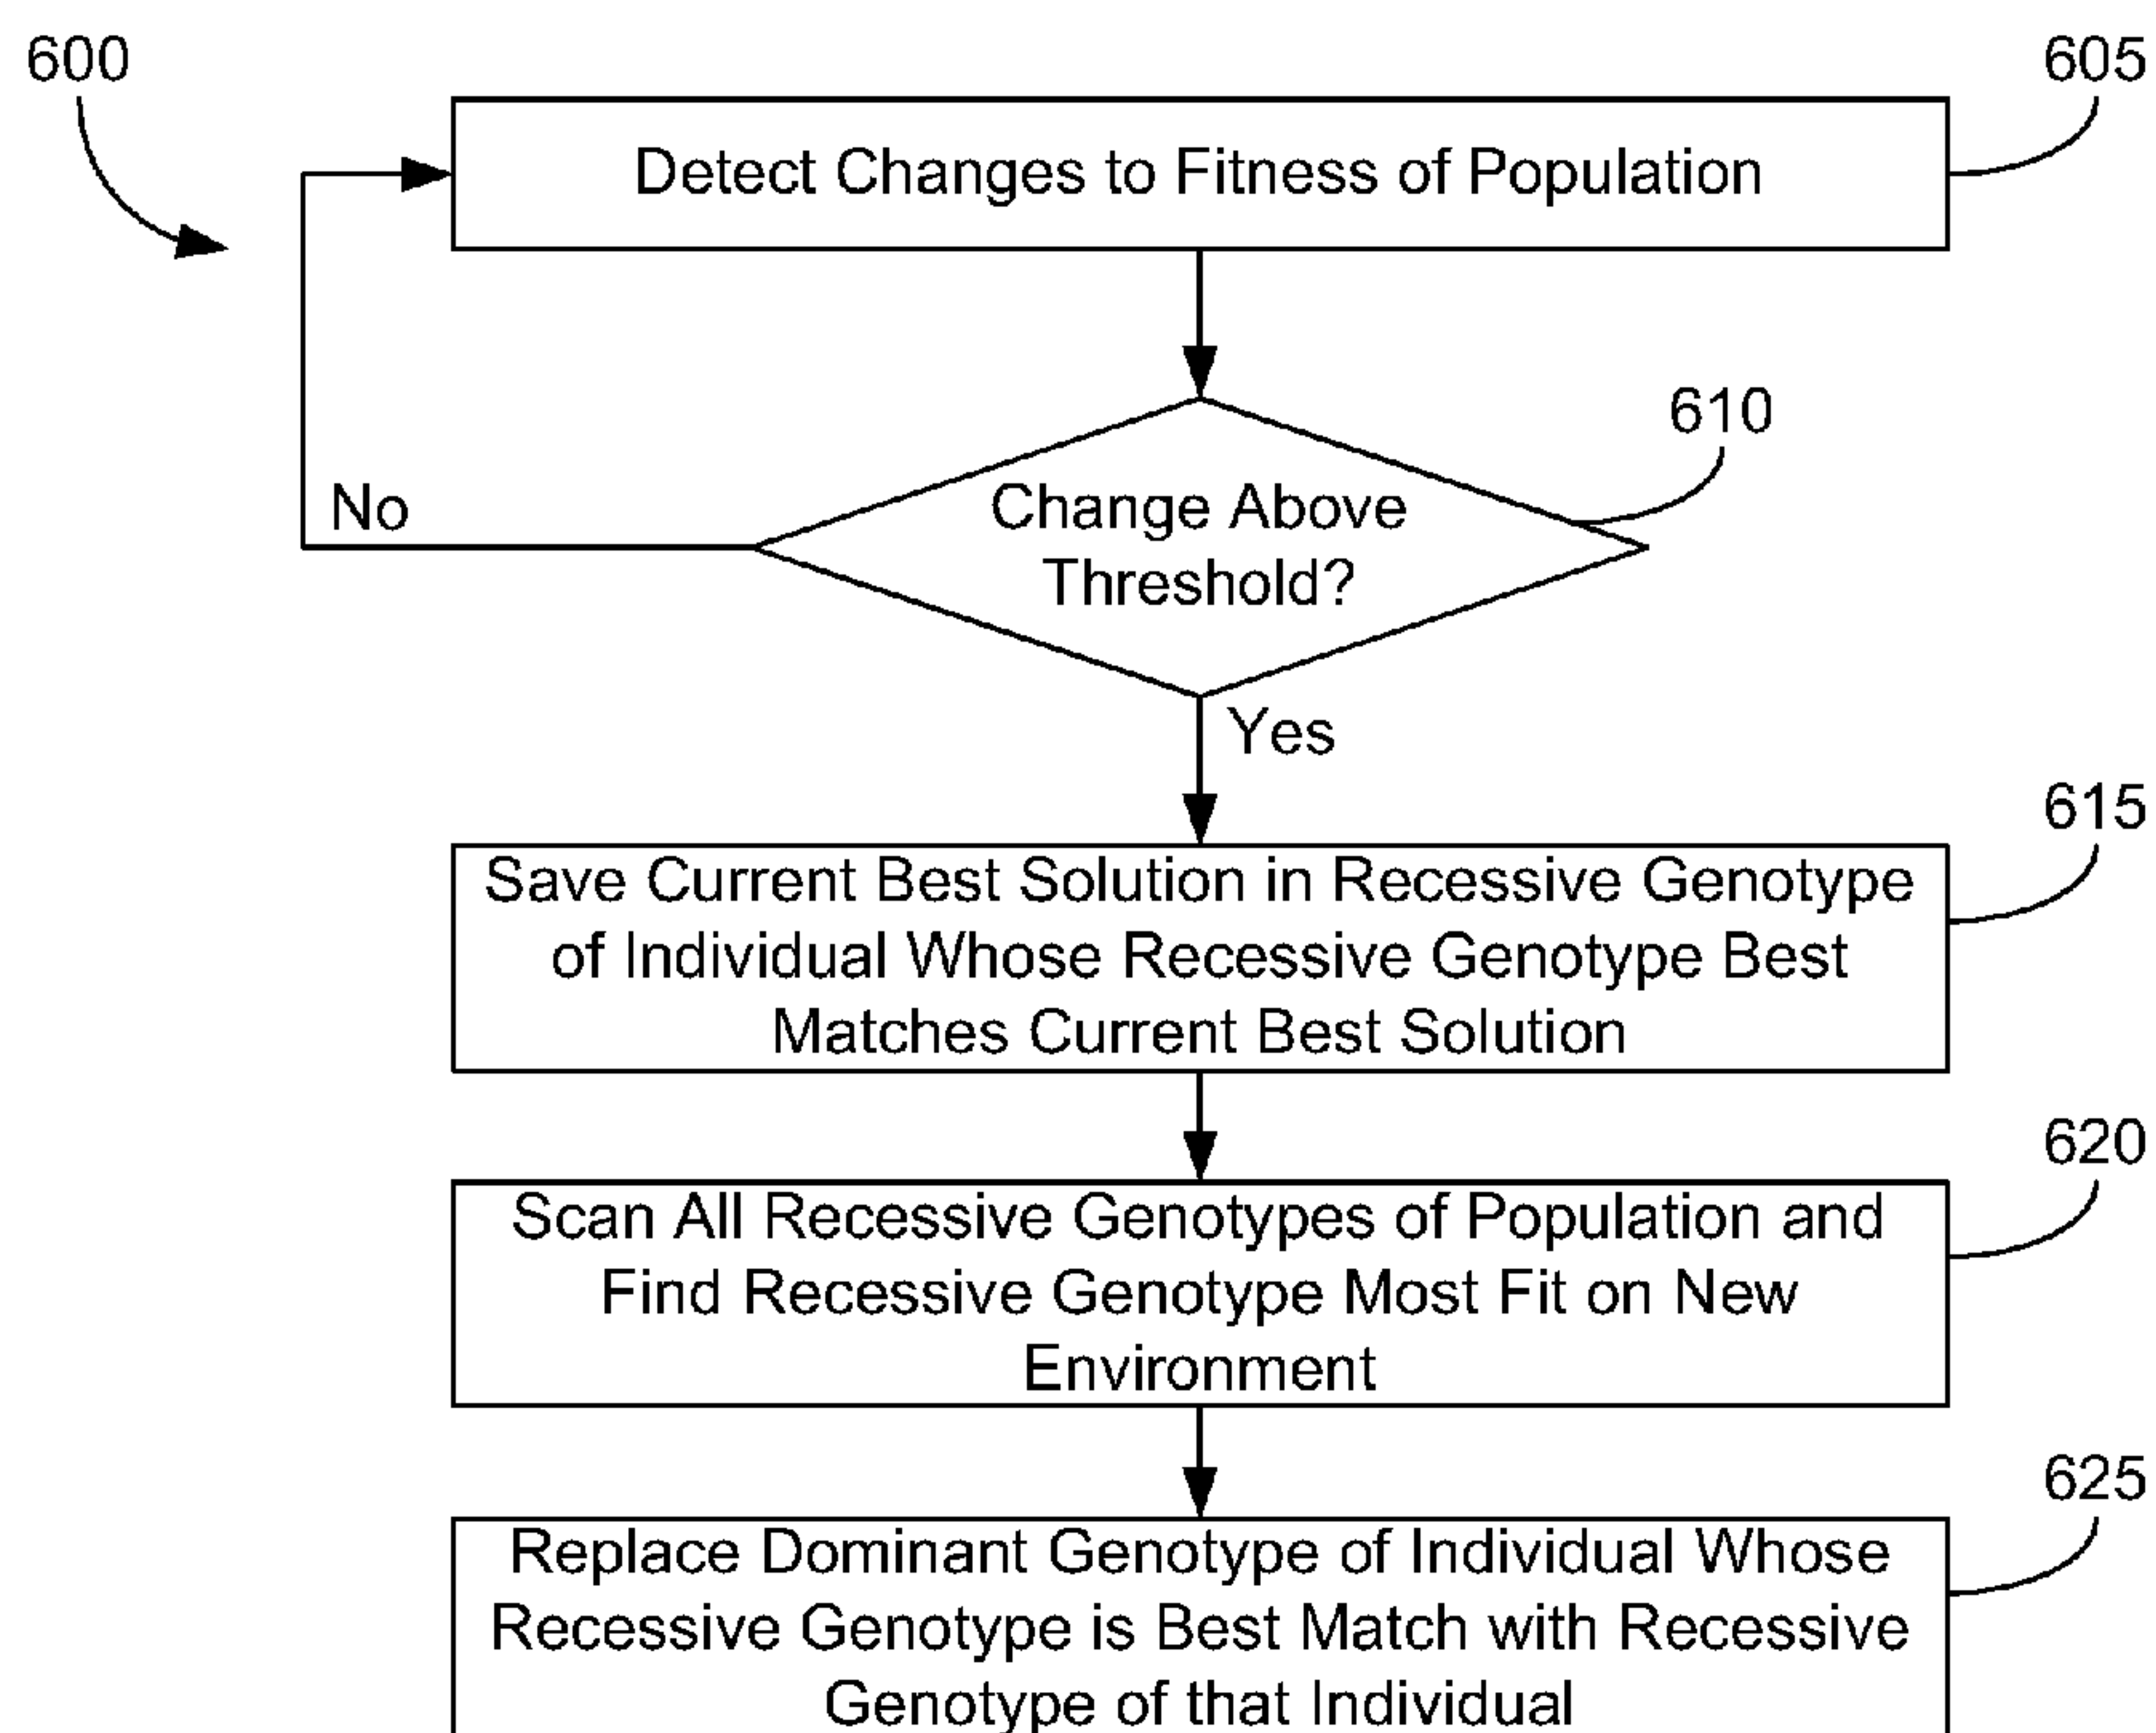 600
605
Detect Changes to Fitness of Population
610
Change Above
Threshold?
No
Yes
615
Save Current Best Solution in Recessive Genotype
of Individual Whose Recessive Genotype Best
Matches Current Best Solution
620
Scan All Recessive Genotypes of Population and
Find Recessive Genotype Most Fit on New
Environment
625
Replace Dominant Genotype of Individual Whose
Recessive Genotype is Best Match with Recessive
Genotype of that Individual